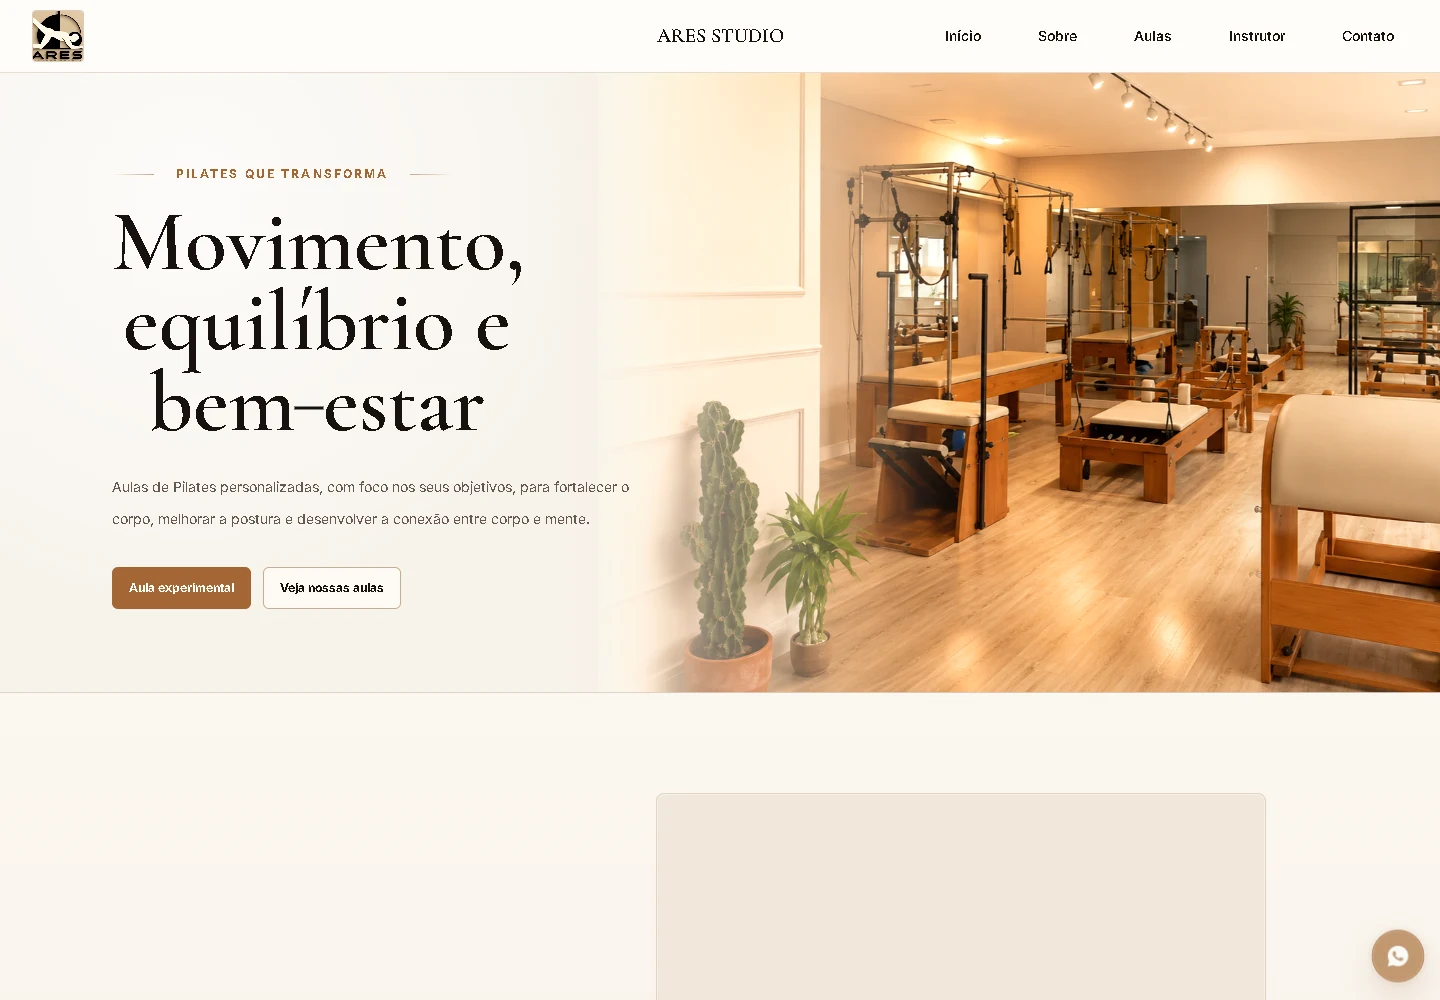 ARES
ARES STUDIO
Início
Sobre
Aulas
Instrutor
Contato
PILATES QUE TRANSFORMA
Movimento,
equilíbrio e
bem-estar
Aulas de Pilates personalizadas, com foco nos seus objetivos, para fortalecer o
corpo, melhorar a postura e desenvolver a conexão entre corpo e mente.
Aula experimental
Veja nossas aulas